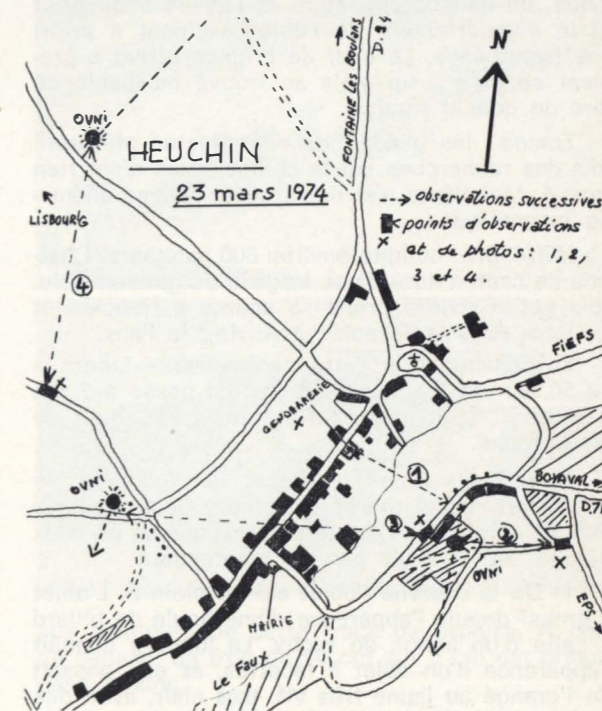 OVNI
HEUCHIN
23 mars 1974
LISBOURG
FONTAINE LES BOULANS
D. 94
N
observations successives
points d'observations
et de photos: 1, 2,
3 et 4.
4
FIEFS
GENDARMERIE
1
BOYAVAL
D.71
OVNI
3
2
OVNI
EPS
MAIRIE
LE FAUX